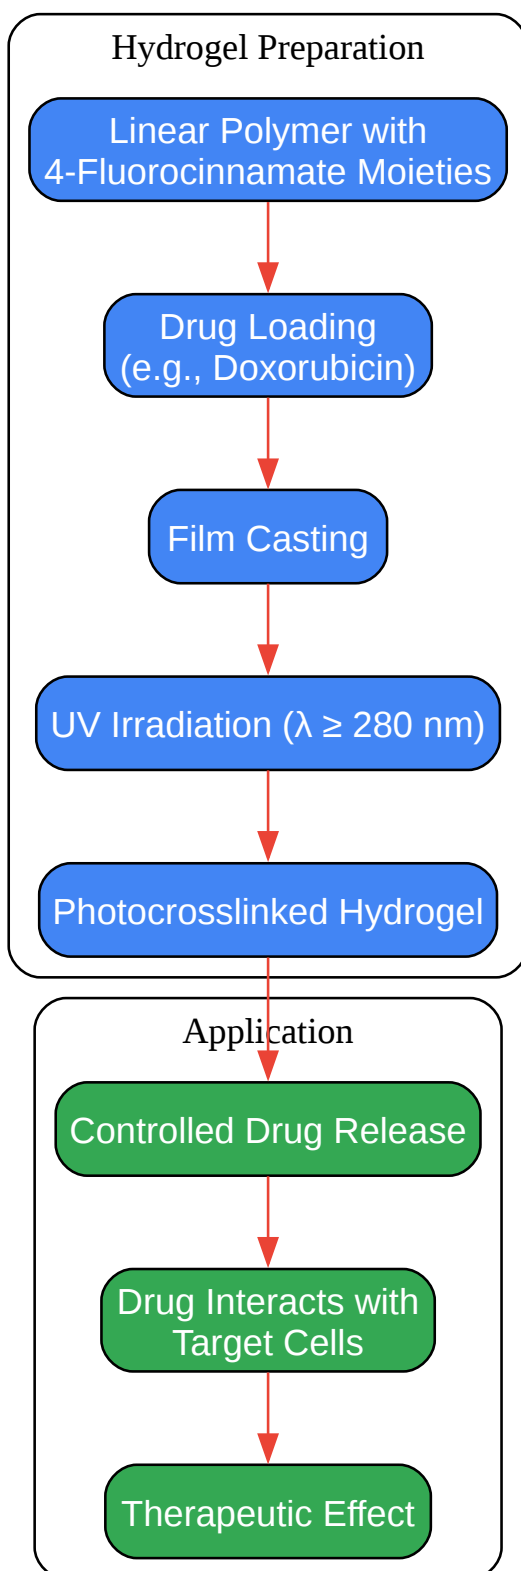 Hydrogel Preparation
Linear Polymer with
4-Fluorocinnamate Moieties
Drug Loading
(e.g., Doxorubicin)
Film Casting
UV Irradiation (λ ≥ 280 nm)
Photocrosslinked Hydrogel
Application
Controlled Drug Release
Drug Interacts with
Target Cells
Therapeutic Effect